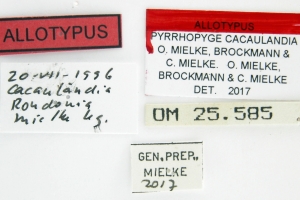 ALLOTYPUS
20-VII-1996
Cacaulândia
Rondonia
Mielke leg.
ALLOTYPUS
PYRRHOPYGE CACAULANDIA
O. MIELKE, BROCKMANN &
C. MIELKE. O. MIELKE,
BROCKMANN & C. MIELKE
DET. 2017
OM 25.585
GEN. PREP.,
MIELKE
2017